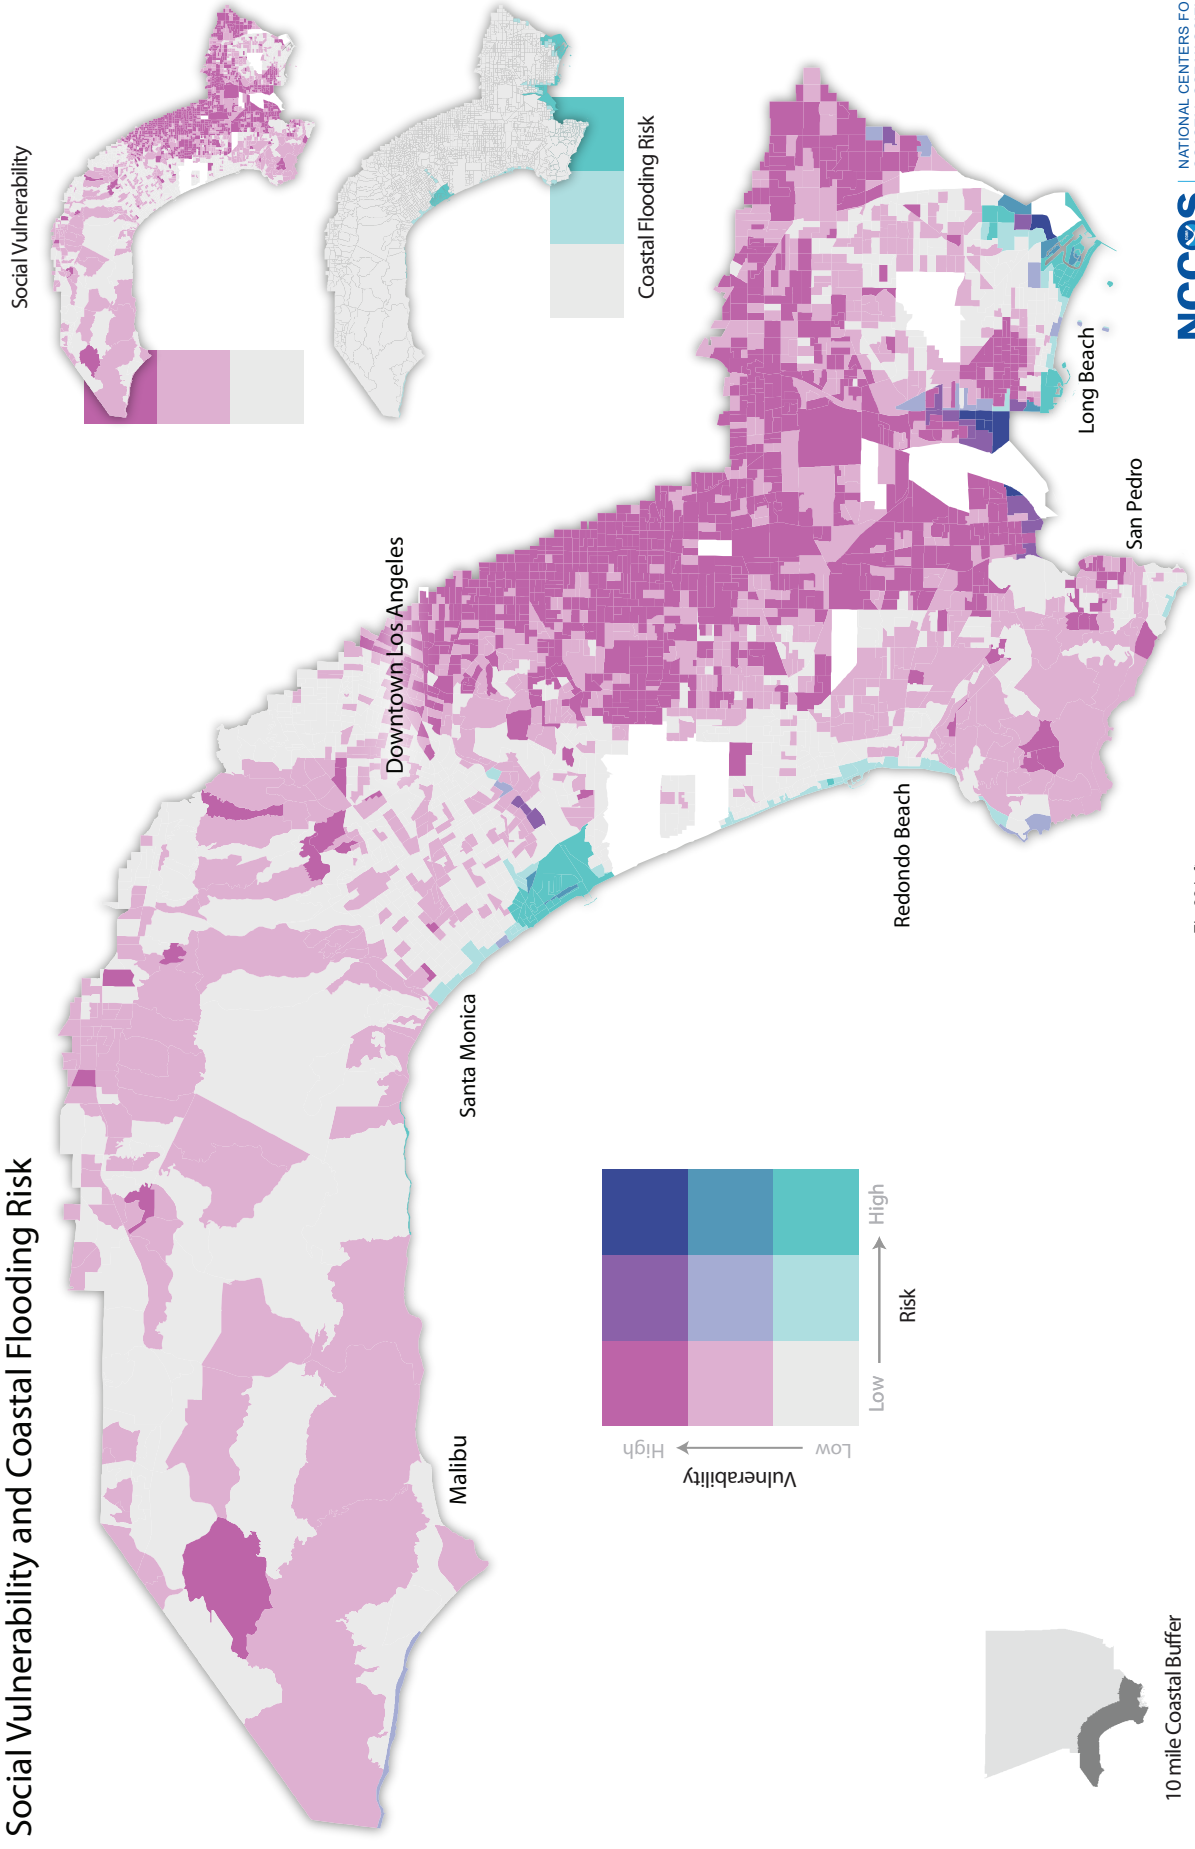 Social Vulnerability and Coastal Flooding Risk
Social Vulnerability
Coastal Flooding Risk
Downtown Los Angeles
Malibu
Santa Monica
Redondo Beach
San Pedro
Long Beach
Vulnerability
High
Low
Low
High
Risk
10 mile Coastal Buffer
NCCOS
NATIONAL CENTERS FO